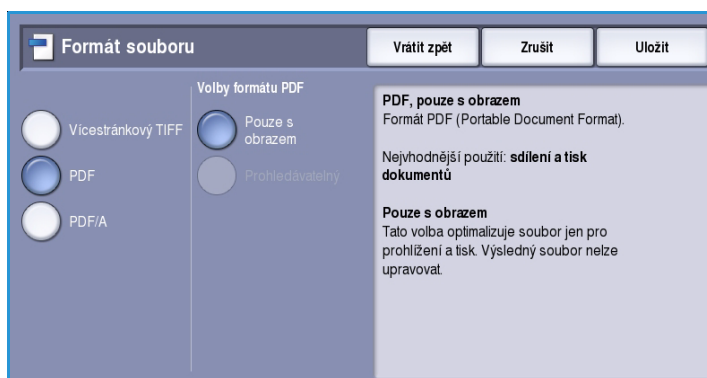 Formát souboru
Vrátit zpět
Zrušit
Uložit
Volby formátu PDF
Vícestránkový TIFF
PDF
PDF/A
Pouze s
obrazem
Prohledávatelný
PDF, pouze s obrazem
Formát PDF (Portable Document Format).
Nejvhodnější použití: sdílení a tisk
dokumentů
Pouze s obrazem
Tato volba optimalizuje soubor jen pro
prohlížení a tisk. Výsledný soubor nelze
upravovat.